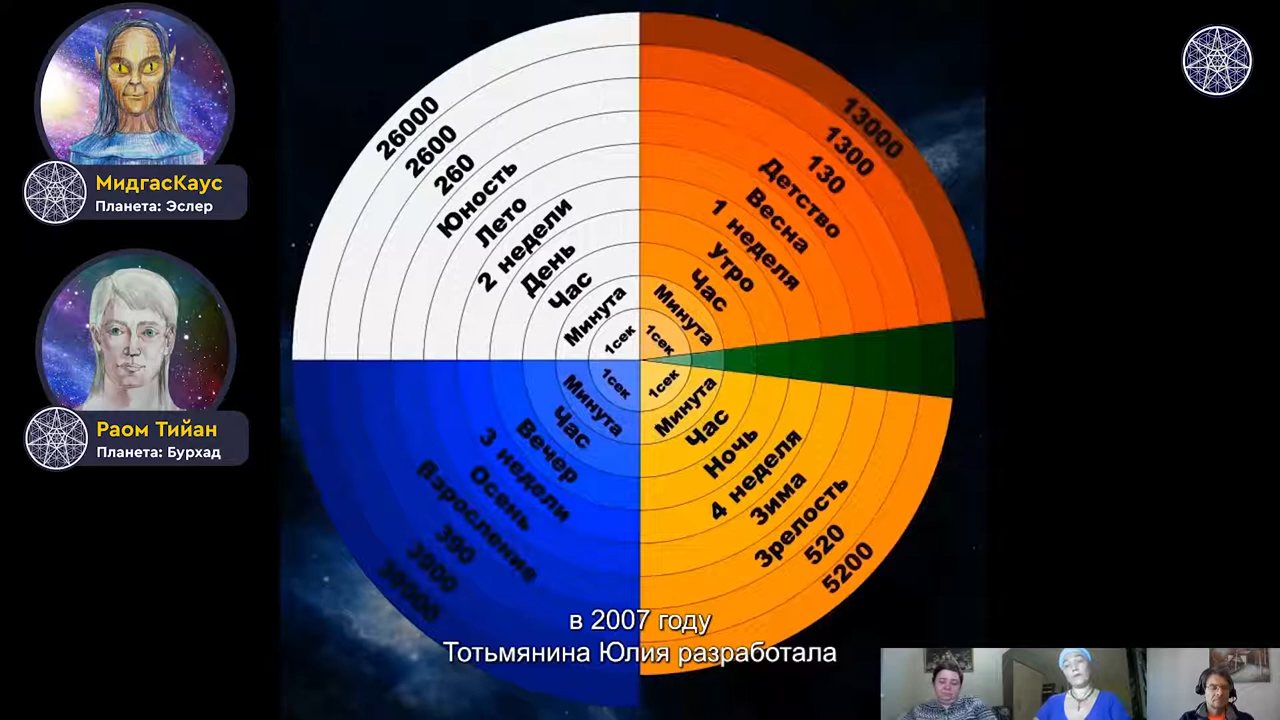 МидгасКаус
Планета: Эслер
Раом Тийан
Планета: Бурхад
26000
2600
260
Юность
Лето
2 недели
День
Час
Минута
1сек
13000
1300
130
Детство
Весна
1 неделя
Утро
Час
Минута
1сек
1сек
Минута
Час
Вечер
3 недели
Осень
Взросление
390
3900
39000
1сек
Минута
Час
Ночь
4 неделя
Зима
Зрелость
520
5200
в 2007 году
Тотьмянина Юлия разработала